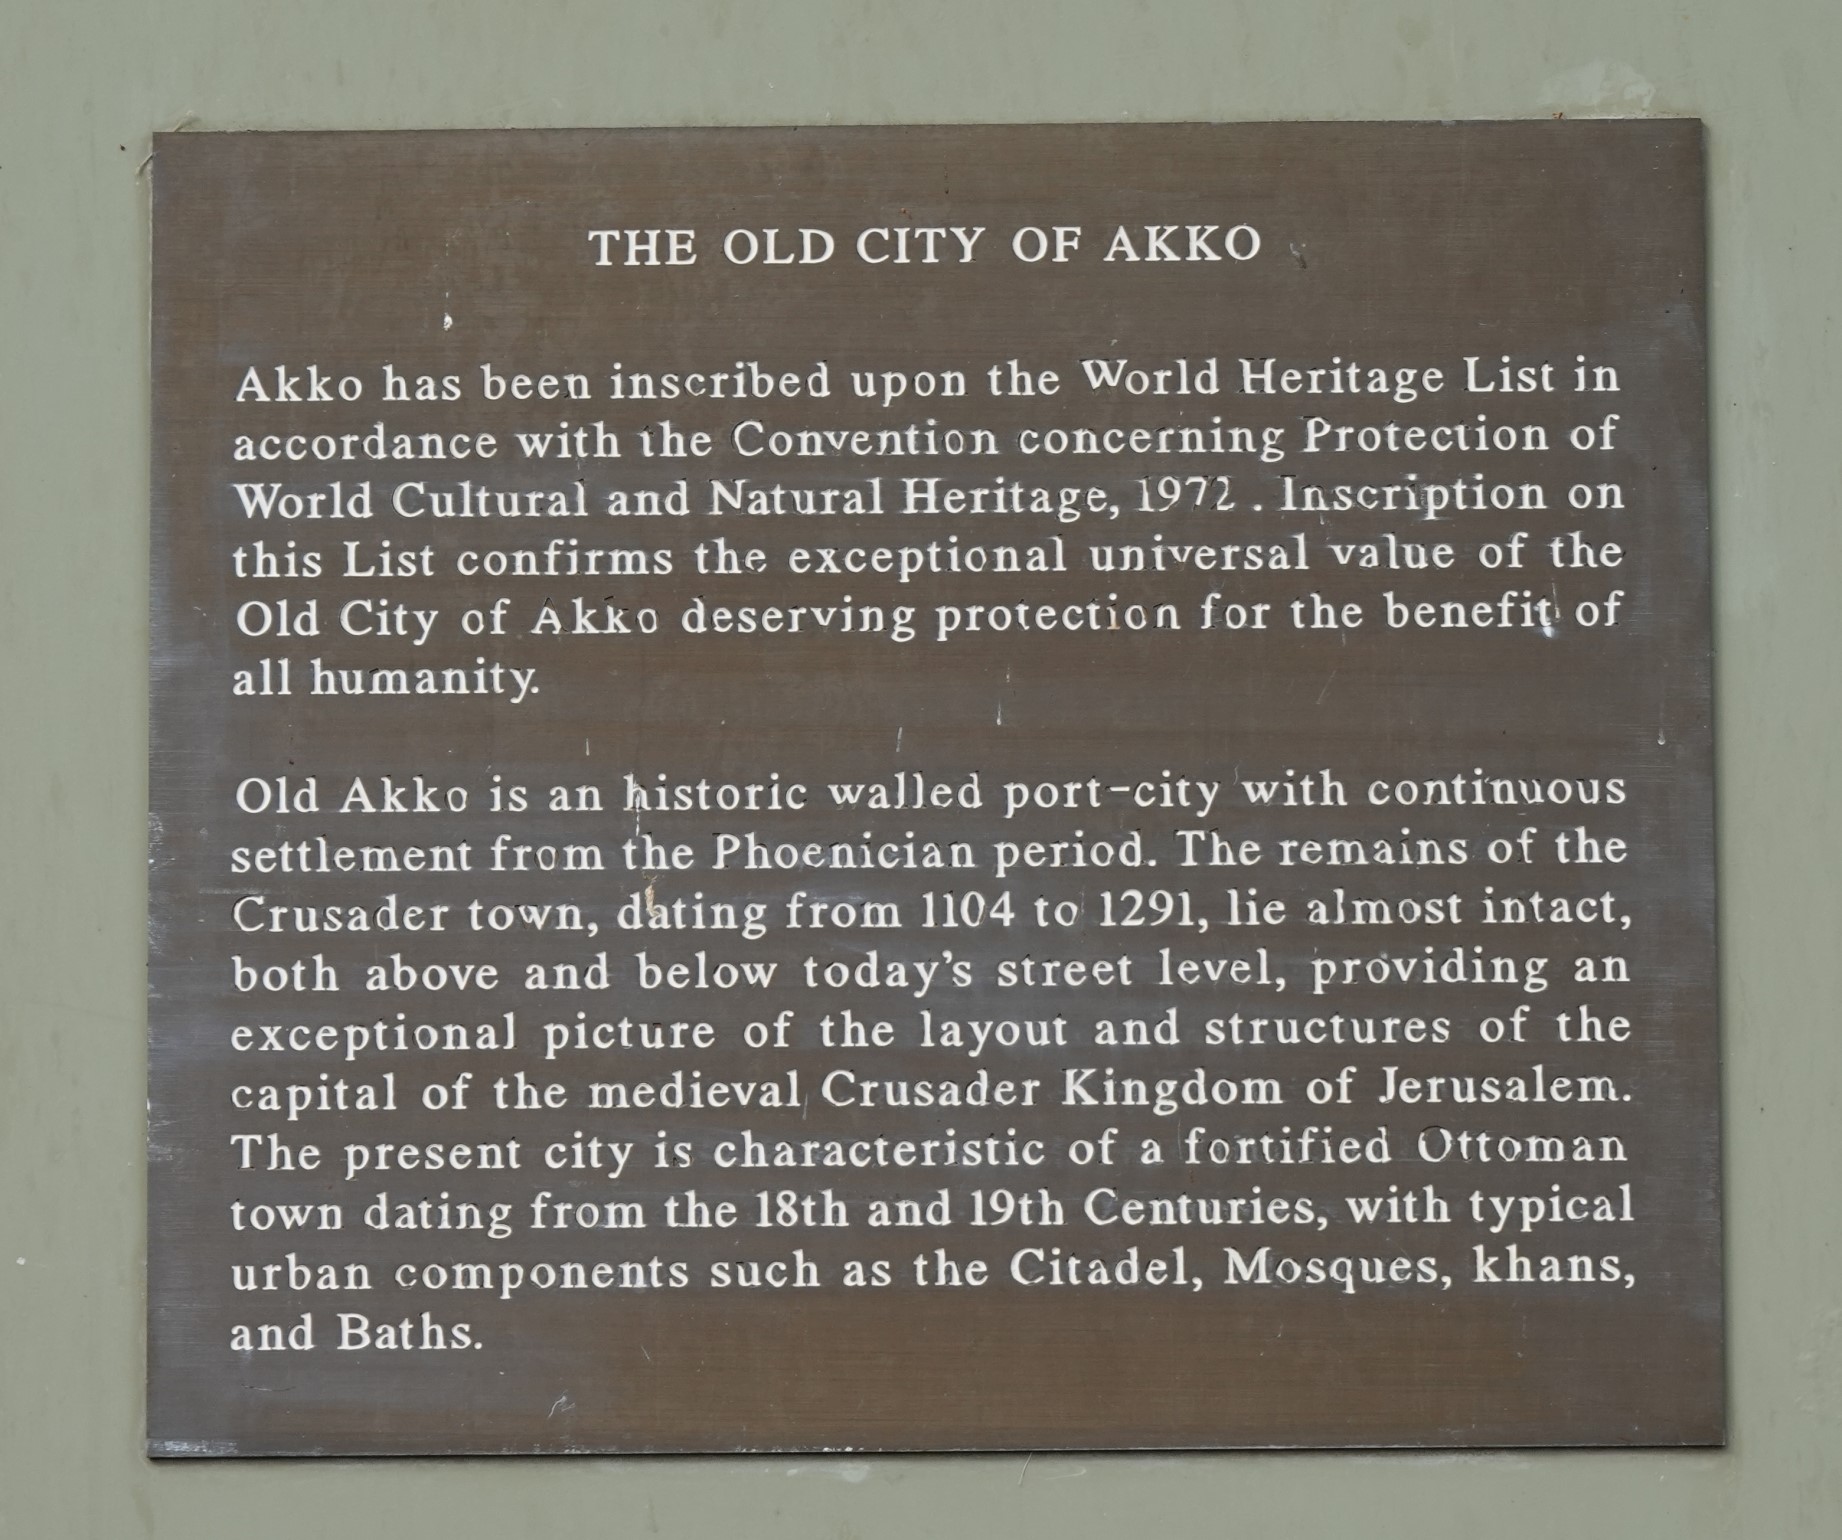 THE OLD CITY OF AKKO
Akko has been inscribed upon the World Heritage List in
accordance with the Convention concerning Protection of
World Cultural and Natural Heritage, 1972 . Inscription on
this List confirms the exceptional universal value of the
Old City of Akko deserving protection for the benefit of
all humanity.
Old Akko is an historic walled port-city with continuous
settlement from the Phoenician period. The remains of the
Crusader town, dating from 1104 to 1291, lie almost intact,
both above and below today's street level, providing an
exceptional picture of the layout and structures of the
capital of the medieval Crusader Kingdom of Jerusalem.
The present city is characteristic of a fortified Ottoman
town dating from the 18th and 19th Centuries, with typical
urban components such as the Citadel, Mosques, khans,
and Baths.